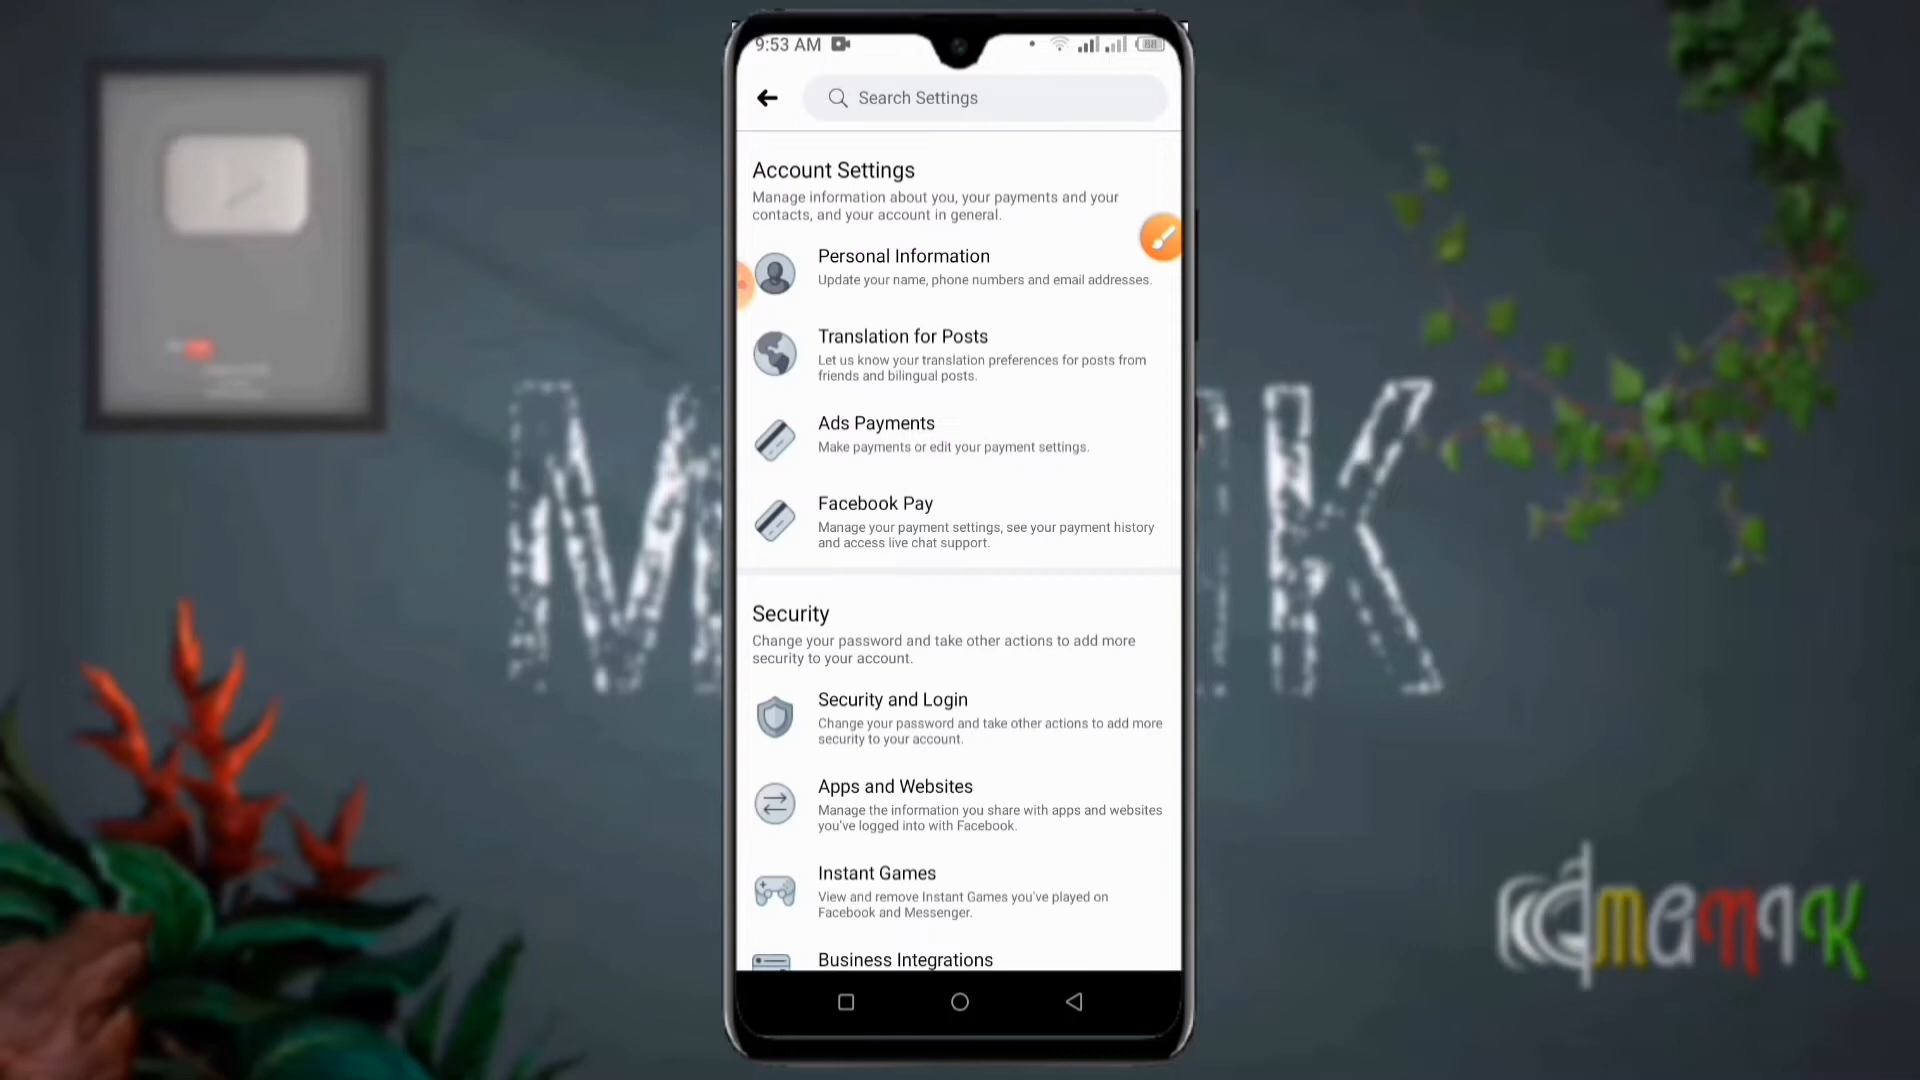 9:53 AM
88
Search Settings
Account Settings
Manage information about you, your payments and your
contacts, and your account in general.
Personal Information
Update your name, phone numbers and email addresses.
Translation for Posts
Let us know your translation preferences for posts from
friends and bilingual posts.
Ads Payments
Make payments or edit your payment settings.
Facebook Pay
Manage your payment settings, see your payment history
and access live chat support.
Security
Change your password and take other actions to add more
security to your account.
Security and Login
Change your password and take other actions to add more
security to your account.
Apps and Websites
Manage the information you share with apps and websites
you've logged into with Facebook.
Instant Games
View and remove Instant Games you've played on
Facebook and Messenger.
Business Integrations
M K
MANIK